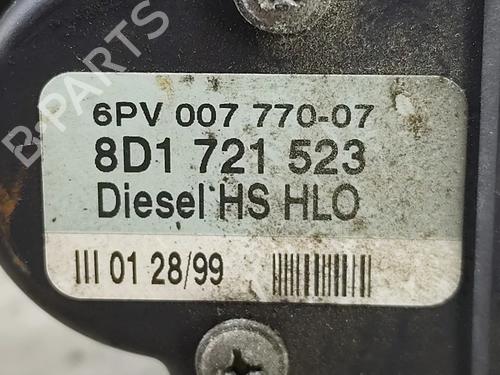 B-PARTS
6PV 007 770-07
8D1 721 523
Diesel HS HLO
III 01 28/99